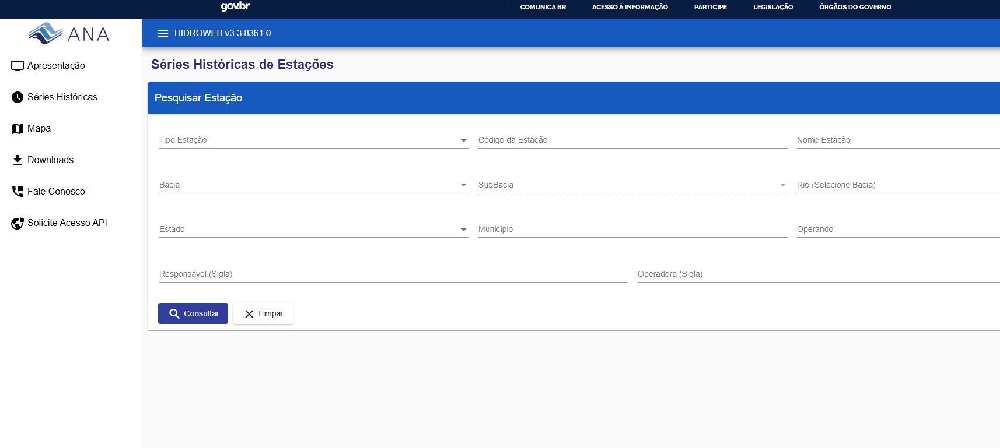 gov.br
COMUNICA BR
ACESSO À INFORMAÇÃO
PARTICIPE
LEGISLAÇÃO
ÓRGÃOS DO GOVERNO
ANA
HIDROWEB v3.3.8361.0
Apresentação
Séries Históricas
Mapa
Downloads
Fale Conosco
Solicite Acesso API
Séries Históricas de Estações
Pesquisar Estação
Tipo Estação
Código da Estação
Nome Estação
Bacia
SubBacia
Rio (Selecione Bacia)
Estado
Municipio
Operando
Responsável (Sigla)
Operadora (Sigla)
Consultar
Limpar